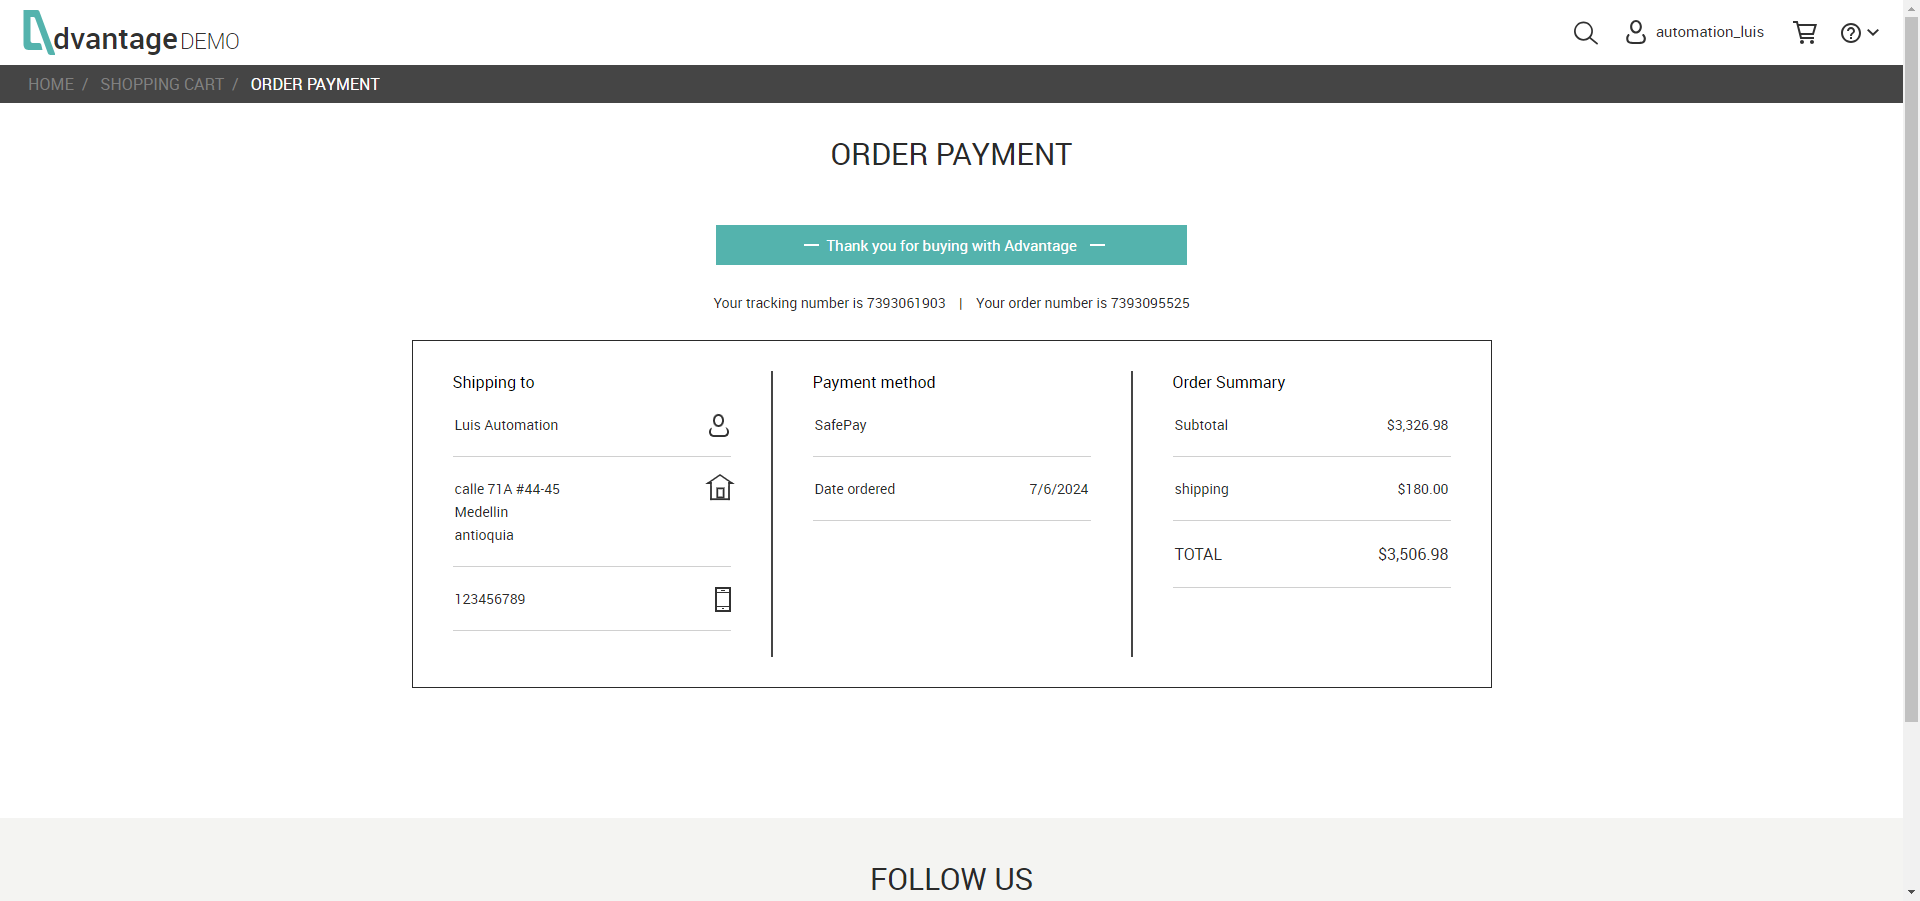 AdvantageDEMO
automation_luis
HOME / SHOPPING CART / ORDER PAYMENT
ORDER PAYMENT
— Thank you for buying with Advantage —
Your tracking number is 7393061903 | Your order number is 7393095525
Shipping to
Luis Automation
calle 71A #44-45
Medellin
antioquia
123456789
Payment method
SafePay
Date ordered 7/6/2024
Order Summary
Subtotal $3,326.98
shipping $180.00
TOTAL $3,506.98
FOLLOW US